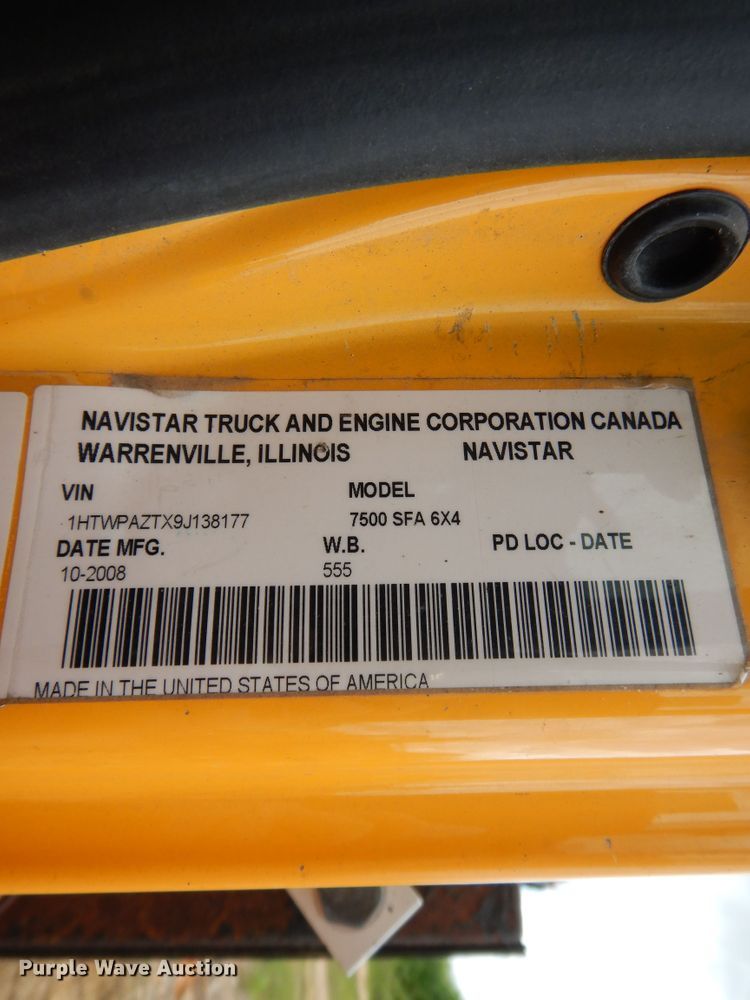 NAVISTAR TRUCK AND ENGINE CORPORATION CANADA
WARRENVILLE, ILLINOIS NAVISTAR
VIN MODEL
1HTWPAZTX9J138177 7500 SFA 6X4
DATE MFG. W.B. PD LOC - DATE
10-2008 555
MADE IN THE UNITED STATES OF AMERICA
Purple Wave Auction